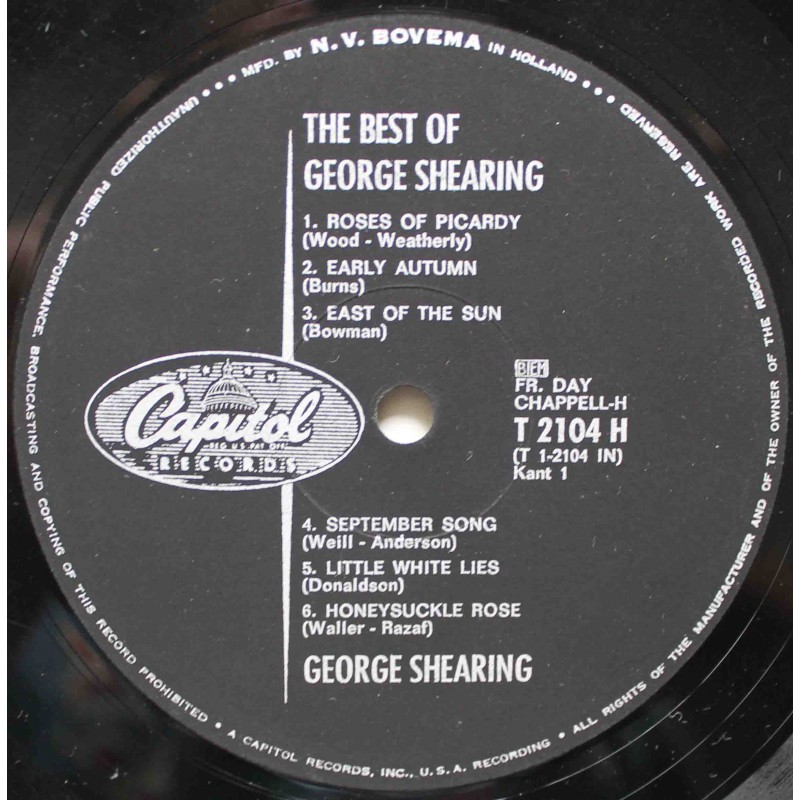 MFD. BY N.V. BOVEMA IN HOLLAND
THE BEST OF
GEORGE SHEARING
1. ROSES OF PICARDY
(Wood - Weatherly)
2. EARLY AUTUMN
(Burns)
3. EAST OF THE SUN
(Bowman)
Capitol
REG. U.S. PAT. OFF.
RECORDS
BIEM
FR. DAY
CHAPPELL-H
T 2104 H
(T 1-2104 IN)
Kant 1
4. SEPTEMBER SONG
(Weill - Anderson)
5. LITTLE WHITE LIES
(Donaldson)
6. HONEYSUCKLE ROSE
(Waller - Razaf)
GEORGE SHEARING
UNAUTHORIZED PUBLIC PERFORMANCE, BROADCASTING AND COPYING OF THIS RECORD PROHIBITED • A CAPITOL RECORDS, INC., U.S.A. RECORDING • ALL RIGHTS OF THE MANUFACTURER AND OF THE OWNER OF THE RECORDED WORK ARE RESERVED